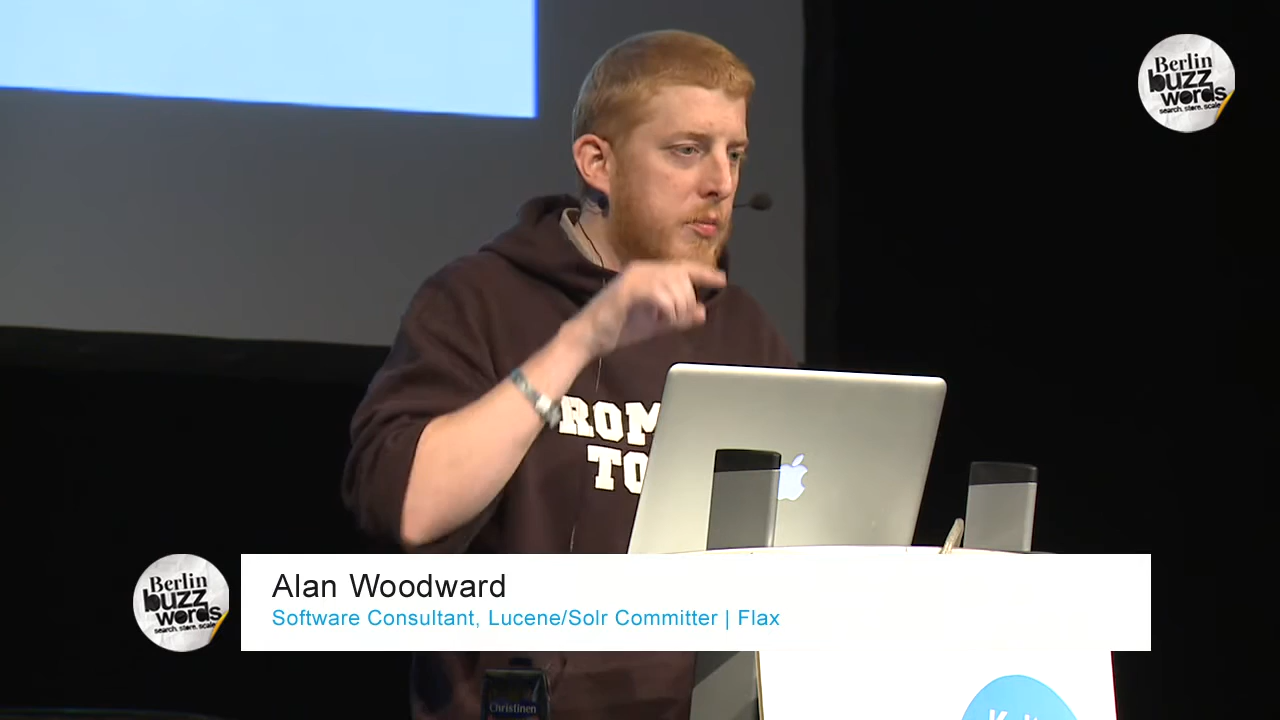 Berlin
buzz
words
search. store. scale
ROM
TO
Berlin
buzz
words
search. store. scale
Alan Woodward
Software Consultant, Lucene/Solr Committer | Flax
Christinen